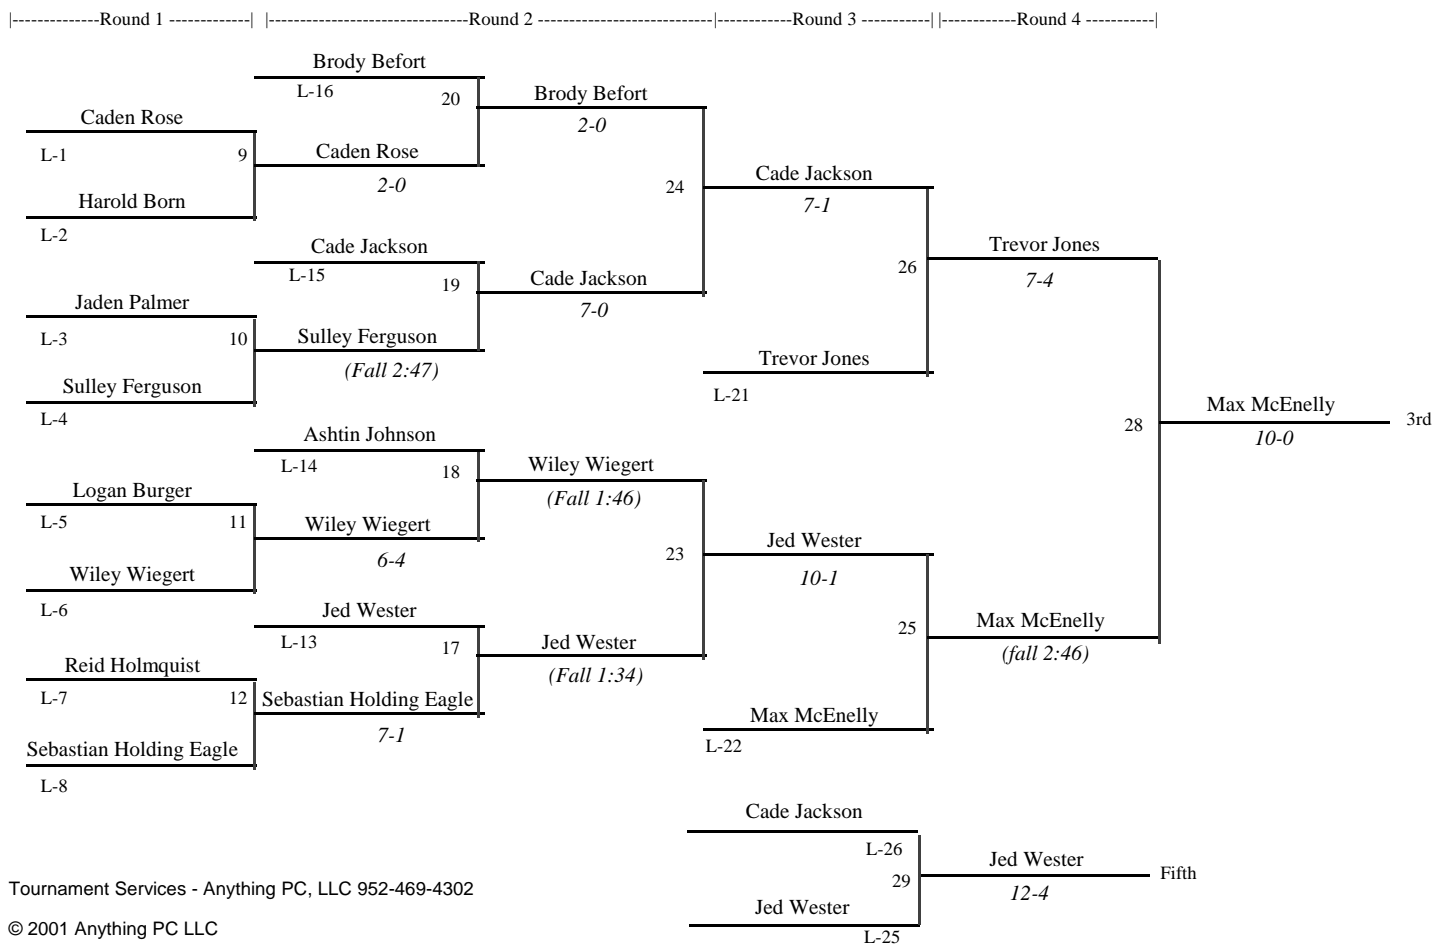 |--------------Round 1 -------------| |--------------------------------Round 2 ----------------------------|------------Round 3 -----------| |------------Round 4 -----------|
Brody Befort
L-16
20
Brody Befort
2-0
Caden Rose
L-1
9
Caden Rose
2-0
Harold Born
L-2
24
Cade Jackson
7-1
Cade Jackson
L-15
19
Cade Jackson
7-0
26
Trevor Jones
7-4
Jaden Palmer
L-3
10
Sulley Ferguson
(Fall 2:47)
Sulley Ferguson
L-4
Trevor Jones
L-21
28
Max McEnelly
10-0
3rd
Ashtin Johnson
L-14
18
Wiley Wiegert
(Fall 1:46)
Logan Burger
L-5
11
Wiley Wiegert
6-4
Wiley Wiegert
L-6
23
Jed Wester
10-1
Jed Wester
L-13
17
Jed Wester
(Fall 1:34)
25
Max McEnelly
(fall 2:46)
Reid Holmquist
L-7
12
Sebastian Holding Eagle
7-1
Sebastian Holding Eagle
L-8
Max McEnelly
L-22
Cade Jackson
L-26
29
Jed Wester
12-4
Fifth
Jed Wester
L-25
Tournament Services - Anything PC, LLC 952-469-4302
© 2001 Anything PC LLC